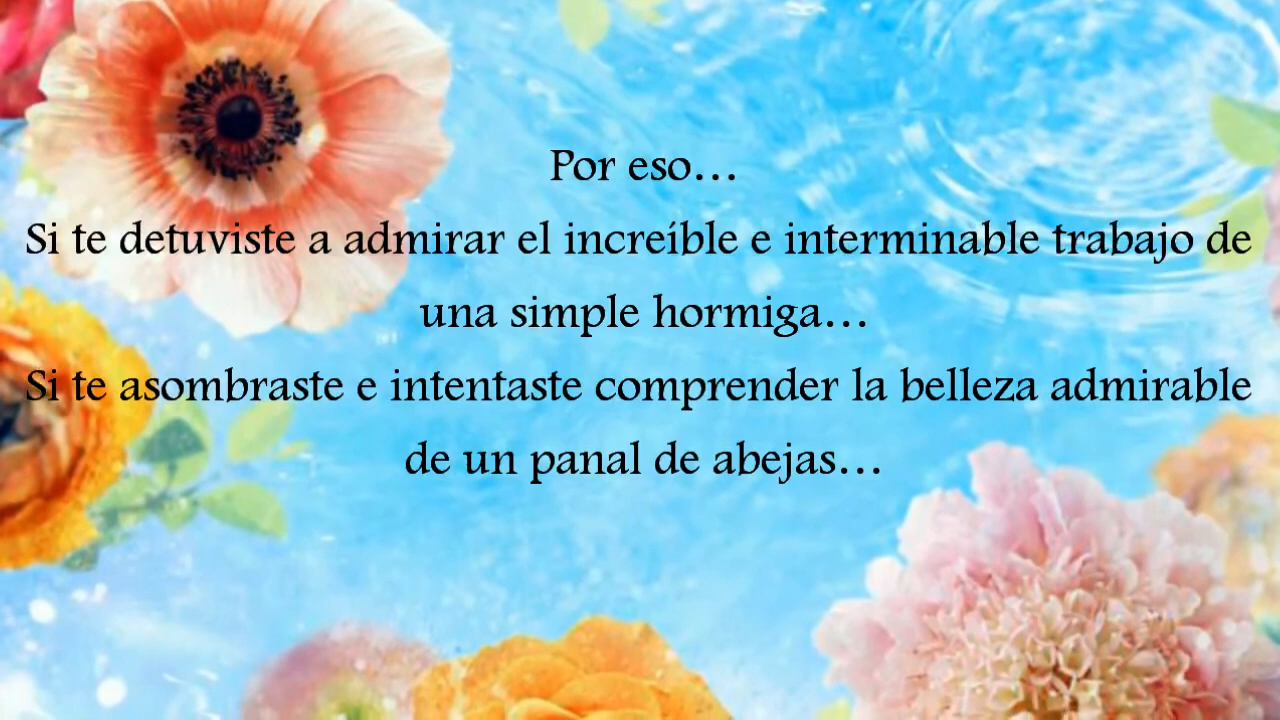 Por eso…
Si te detuviste a admirar el increíble e interminable trabajo de
una simple hormiga…
Si te asombraste e intentaste comprender la belleza admirable
de un panal de abejas…